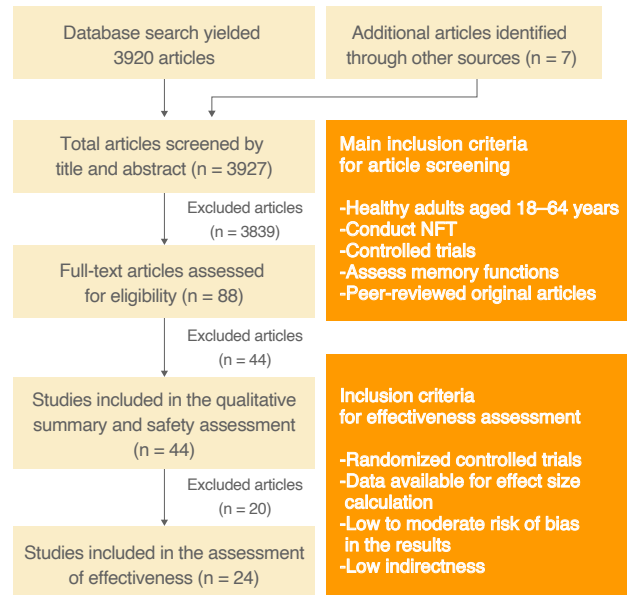 Database search yielded
3920 articles
Additional articles identified
through other sources (n = 7)
Total articles screened by
title and abstract (n = 3927)
Main inclusion criteria
for article screening
-Healthy adults aged 18–64 years
-Conduct NFT
-Controlled trials
-Assess memory functions
-Peer-reviewed original articles
Excluded articles
(n = 3839)
Full-text articles assessed
for eligibility (n = 88)
Excluded articles
(n = 44)
Studies included in the qualitative
summary and safety assessment
(n = 44)
Inclusion criteria
for effectiveness assessment
-Randomized controlled trials
-Data available for effect size
calculation
-Low to moderate risk of bias
in the results
-Low indirectness
Excluded articles
(n = 20)
Studies included in the assessment
of effectiveness (n = 24)